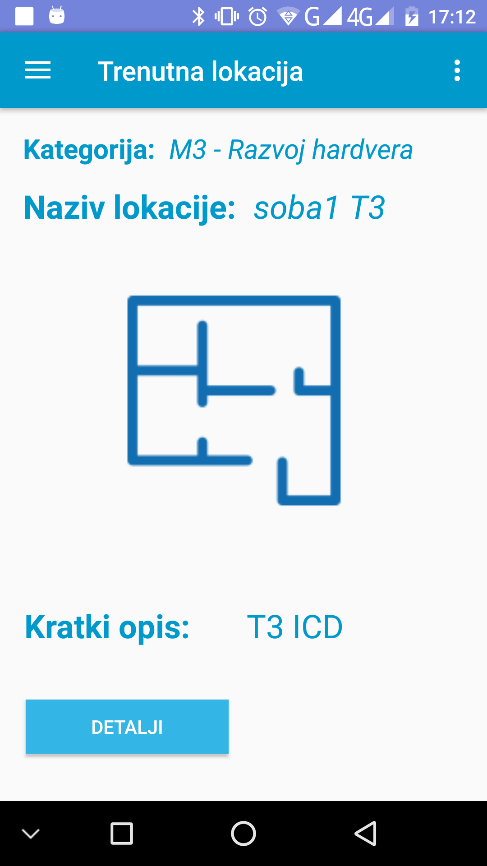 G 4G 17:12
Trenutna lokacija
Kategorija: M3 - Razvoj hardvera
Naziv lokacije: soba1 T3
Kratki opis: T3 ICD
DETALJI